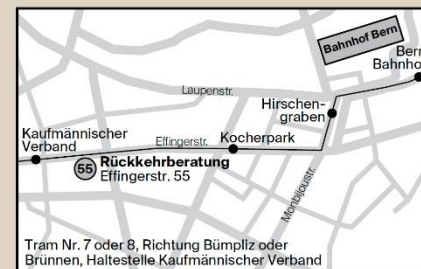 Bahnhof Bern
Bern
Bahnho
Laupenstr.
Hirschen-
graben
Kaufmännischer
Verband
Effingerstr.
Kocherpark
55
Rückkehrberatung
Effingerstr. 55
Monbijoustr.
Tram Nr. 7 oder 8, Richtung Bümpliz oder
Brünnen, Haltestelle Kaufmännischer Verband